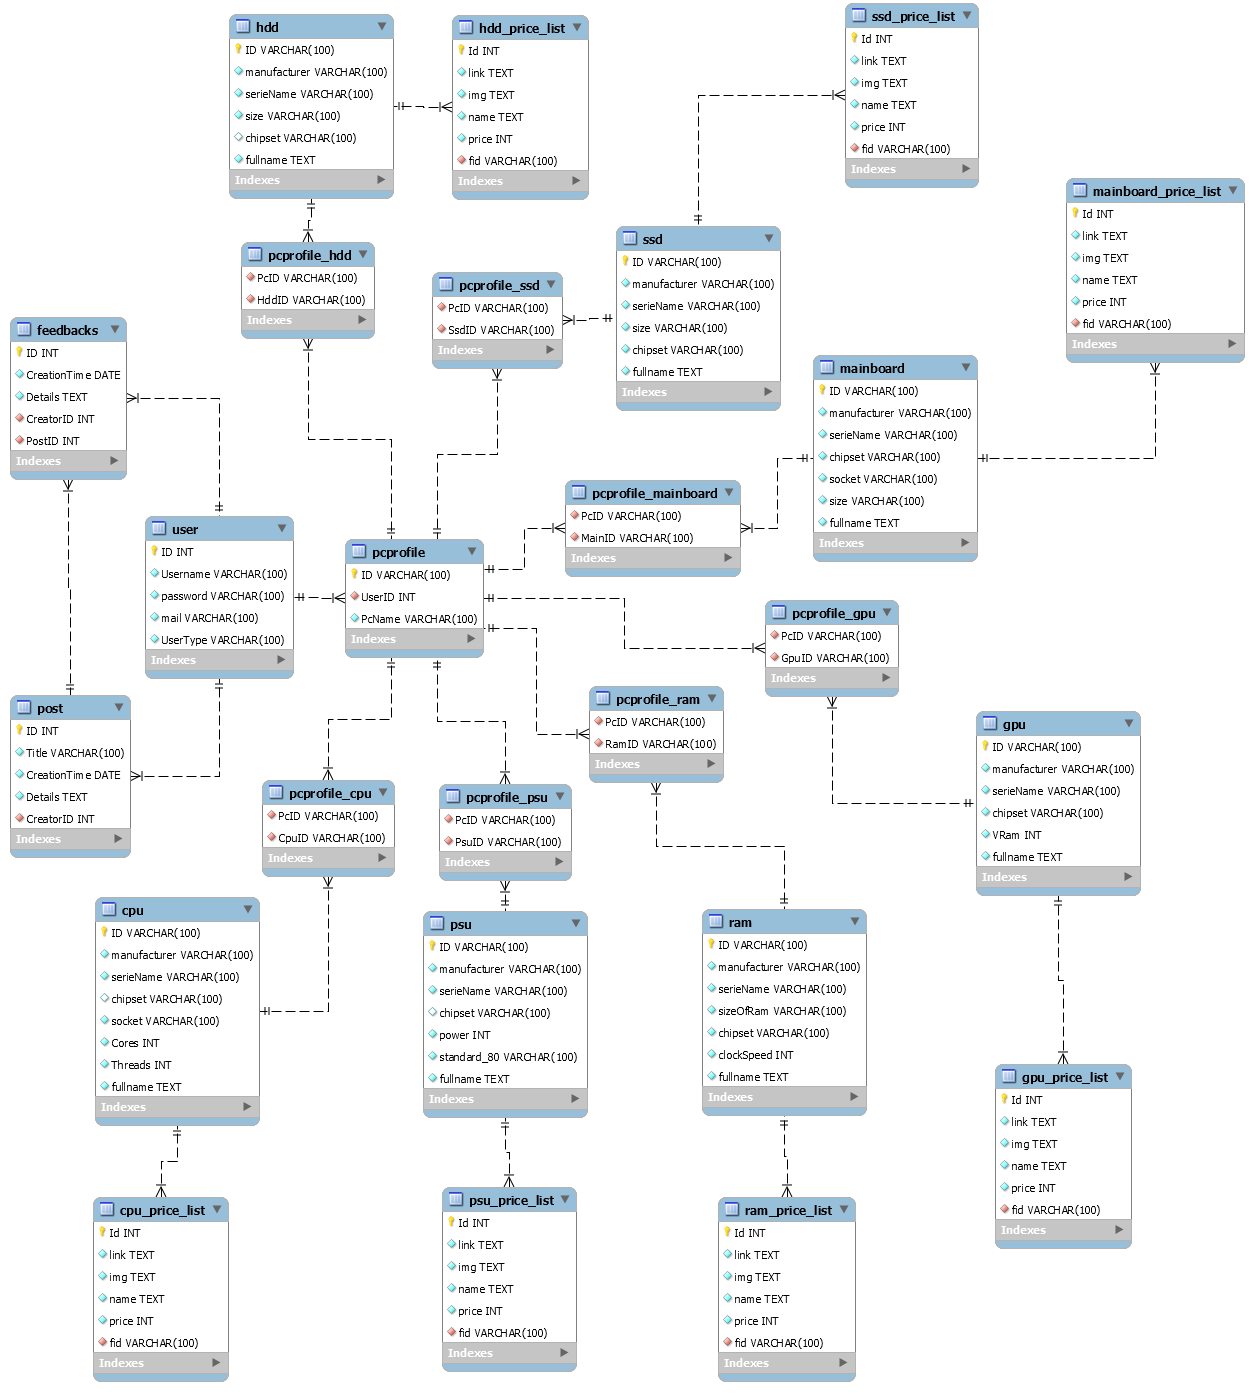 hdd
ID VARCHAR(100)
manufacturer VARCHAR(100)
serieName VARCHAR(100)
size VARCHAR(100)
chipset VARCHAR(100)
fullname TEXT
Indexes
hdd_price_list
Id INT
link TEXT
img TEXT
name TEXT
price INT
fid VARCHAR(100)
Indexes
ssd_price_list
Id INT
link TEXT
img TEXT
name TEXT
price INT
fid VARCHAR(100)
Indexes
mainboard_price_list
Id INT
link TEXT
img TEXT
name TEXT
price INT
fid VARCHAR(100)
Indexes
pcprofile_hdd
PcID VARCHAR(100)
HddID VARCHAR(100)
Indexes
pcprofile_ssd
PcID VARCHAR(100)
SsdID VARCHAR(100)
Indexes
ssd
ID VARCHAR(100)
manufacturer VARCHAR(100)
serieName VARCHAR(100)
size VARCHAR(100)
chipset VARCHAR(100)
fullname TEXT
Indexes
feedbacks
ID INT
CreationTime DATE
Details TEXT
CreatorID INT
PostID INT
Indexes
mainboard
ID VARCHAR(100)
manufacturer VARCHAR(100)
serieName VARCHAR(100)
chipset VARCHAR(100)
socket VARCHAR(100)
size VARCHAR(100)
fullname TEXT
Indexes
pcprofile_mainboard
PcID VARCHAR(100)
MainID VARCHAR(100)
Indexes
user
ID INT
Username VARCHAR(100)
password VARCHAR(100)
mail VARCHAR(100)
UserType VARCHAR(100)
Indexes
pcprofile
ID VARCHAR(100)
UserID INT
PcName VARCHAR(100)
Indexes
pcprofile_gpu
PcID VARCHAR(100)
GpuID VARCHAR(100)
Indexes
post
ID INT
Title VARCHAR(100)
CreationTime DATE
Details TEXT
CreatorID INT
Indexes
pcprofile_ram
PcID VARCHAR(100)
RamID VARCHAR(100)
Indexes
gpu
ID VARCHAR(100)
manufacturer VARCHAR(100)
serieName VARCHAR(100)
chipset VARCHAR(100)
VRam INT
fullname TEXT
Indexes
pcprofile_cpu
PcID VARCHAR(100)
CpuID VARCHAR(100)
Indexes
pcprofile_psu
PcID VARCHAR(100)
PsuID VARCHAR(100)
Indexes
cpu
ID VARCHAR(100)
manufacturer VARCHAR(100)
serieName VARCHAR(100)
chipset VARCHAR(100)
socket VARCHAR(100)
Cores INT
Threads INT
fullname TEXT
Indexes
psu
ID VARCHAR(100)
manufacturer VARCHAR(100)
serieName VARCHAR(100)
chipset VARCHAR(100)
power INT
standard_80 VARCHAR(100)
fullname TEXT
Indexes
ram
ID VARCHAR(100)
manufacturer VARCHAR(100)
serieName VARCHAR(100)
sizeOfRam VARCHAR(100)
chipset VARCHAR(100)
clockSpeed INT
fullname TEXT
Indexes
gpu_price_list
Id INT
link TEXT
img TEXT
name TEXT
price INT
fid VARCHAR(100)
Indexes
cpu_price_list
Id INT
link TEXT
img TEXT
name TEXT
price INT
fid VARCHAR(100)
Indexes
psu_price_list
Id INT
link TEXT
img TEXT
name TEXT
price INT
fid VARCHAR(100)
Indexes
ram_price_list
Id INT
link TEXT
img TEXT
name TEXT
price INT
fid VARCHAR(100)
Indexes